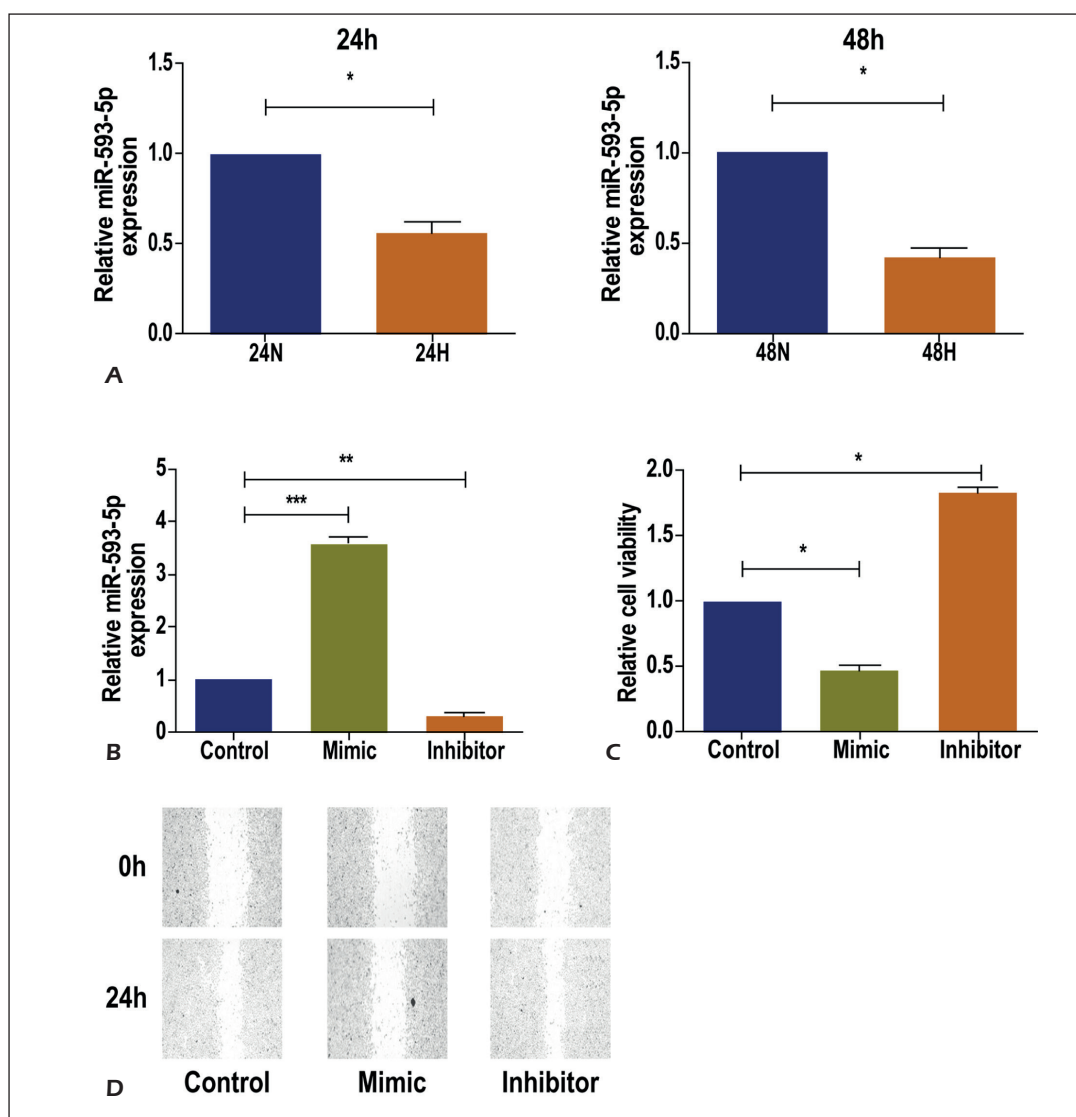 24h
1.5
1.0
0.5
0.0
Relative miR-593-5p
expression
*
24N
24H
48h
1.5
1.0
0.5
0.0
Relative miR-593-5p
expression
*
48N
48H
A
5
4
3
2
1
0
Relative miR-593-5p
expression
**
***
Control
Mimic
Inhibitor
B
2.0
1.5
1.0
0.5
0.0
Relative cell viability
*
*
Control
Mimic
Inhibitor
C
0h
24h
Control
Mimic
Inhibitor
D